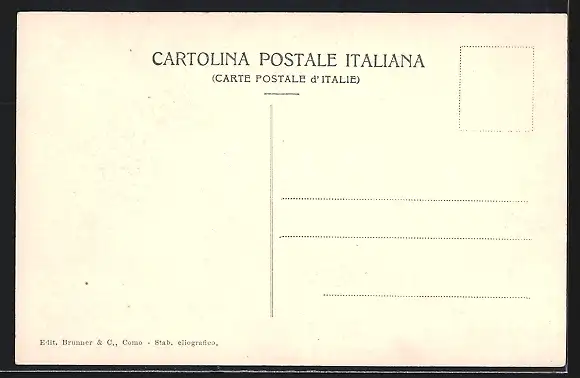 CARTOLINA POSTALE ITALIANA
(CARTE POSTALE d'ITALIE)
Edit. Brunner & C., Como - Stab. eliografico.